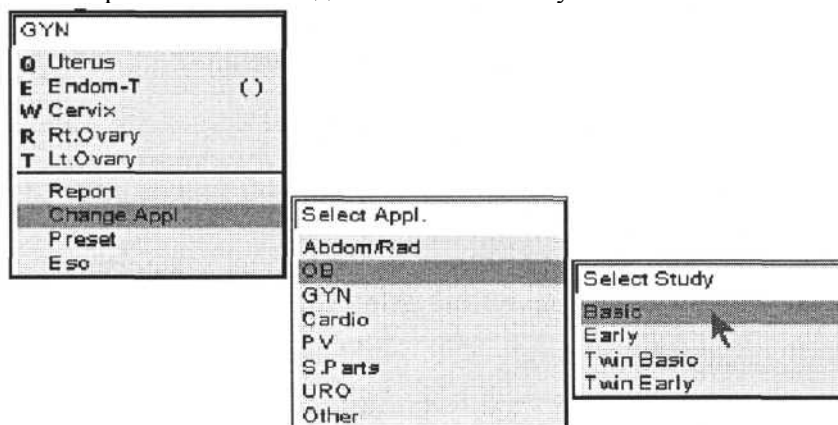 GYN
Q Uterus
E Endom-T ( )
W Cervix
R Rt.Ovary
T Lt.Ovary
Report
Change Appl.
Preset
Eso
Select Appl.
Abdom/Rad
OB
GYN
Cardio
PV
S.Parts
URO
Other
Select Study
Basic
Early
Twin Basio
Twin Early